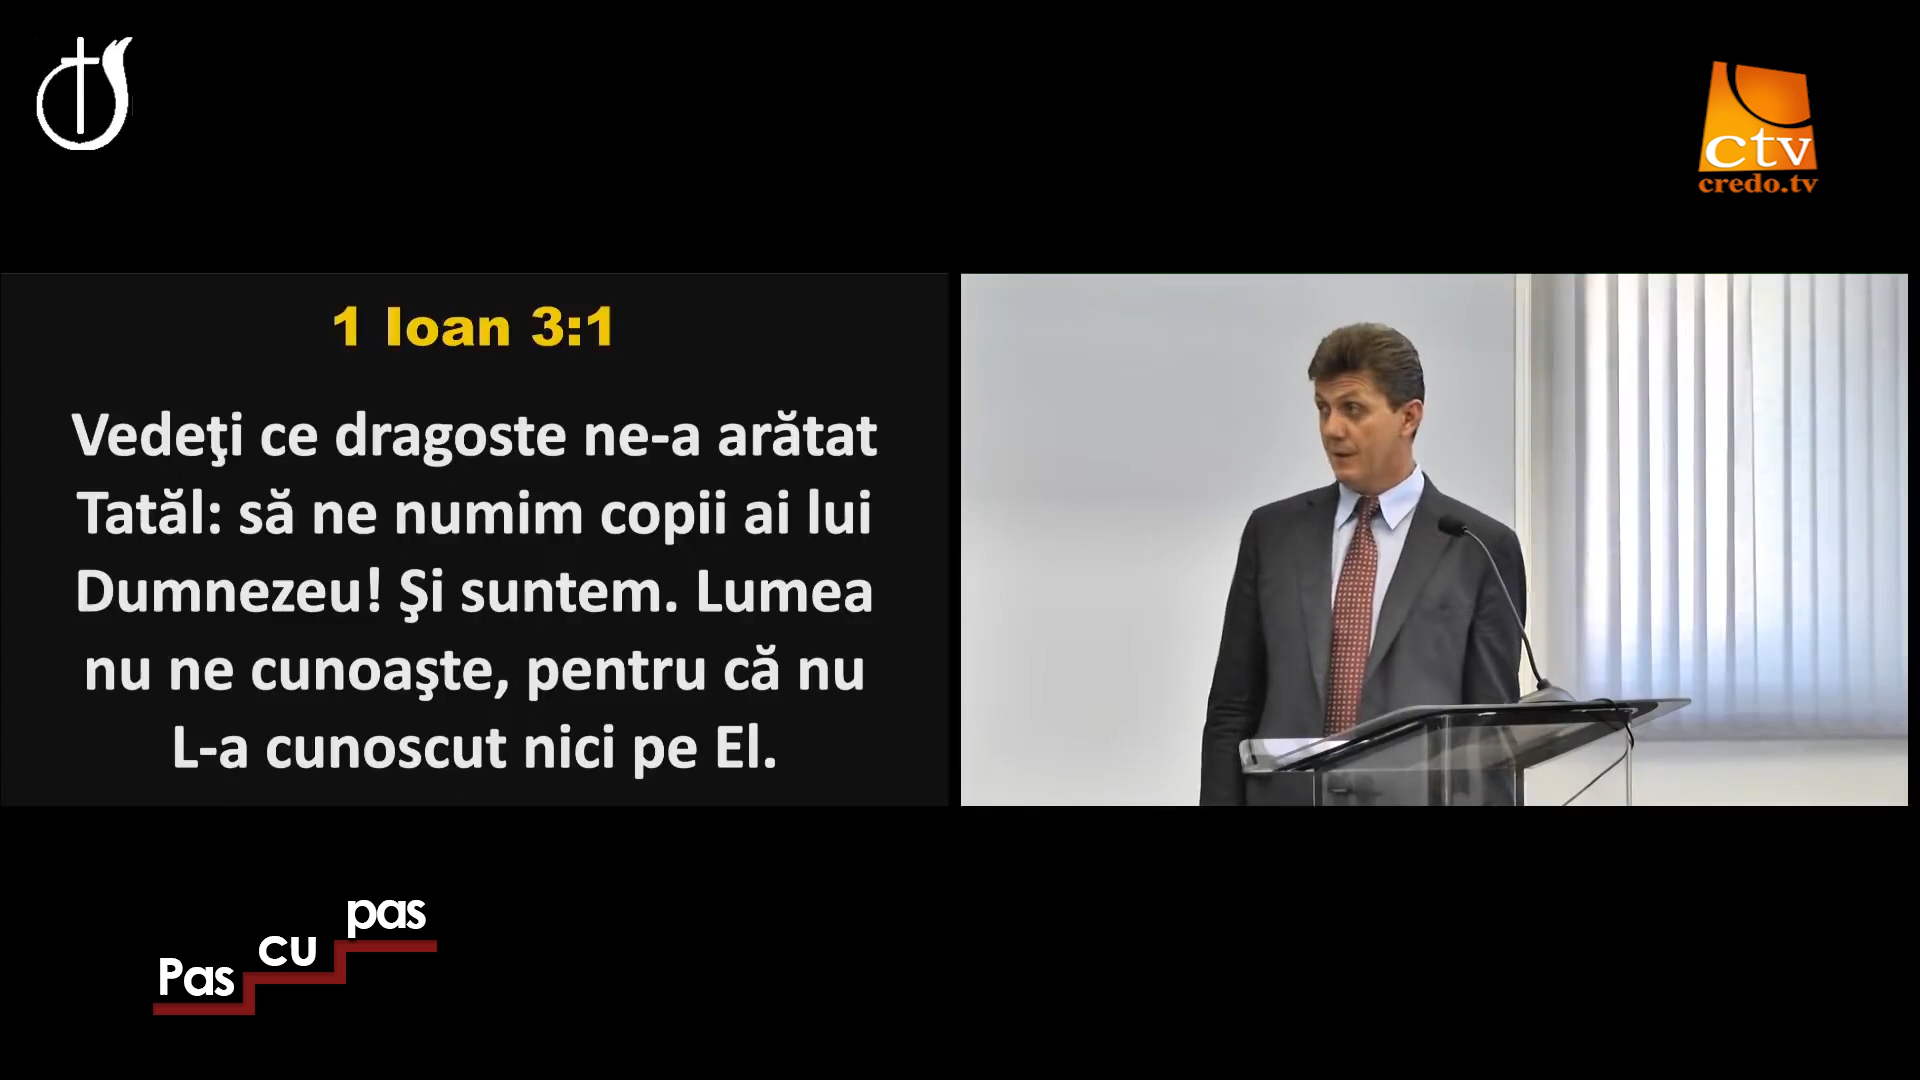 ctv
credo.tv
1 Ioan 3:1
Vedeţi ce dragoste ne-a arătat
Tatăl: să ne numim copii ai lui
Dumnezeu! Şi suntem. Lumea
nu ne cunoaşte, pentru că nu
L-a cunoscut nici pe El.
Pas cu pas